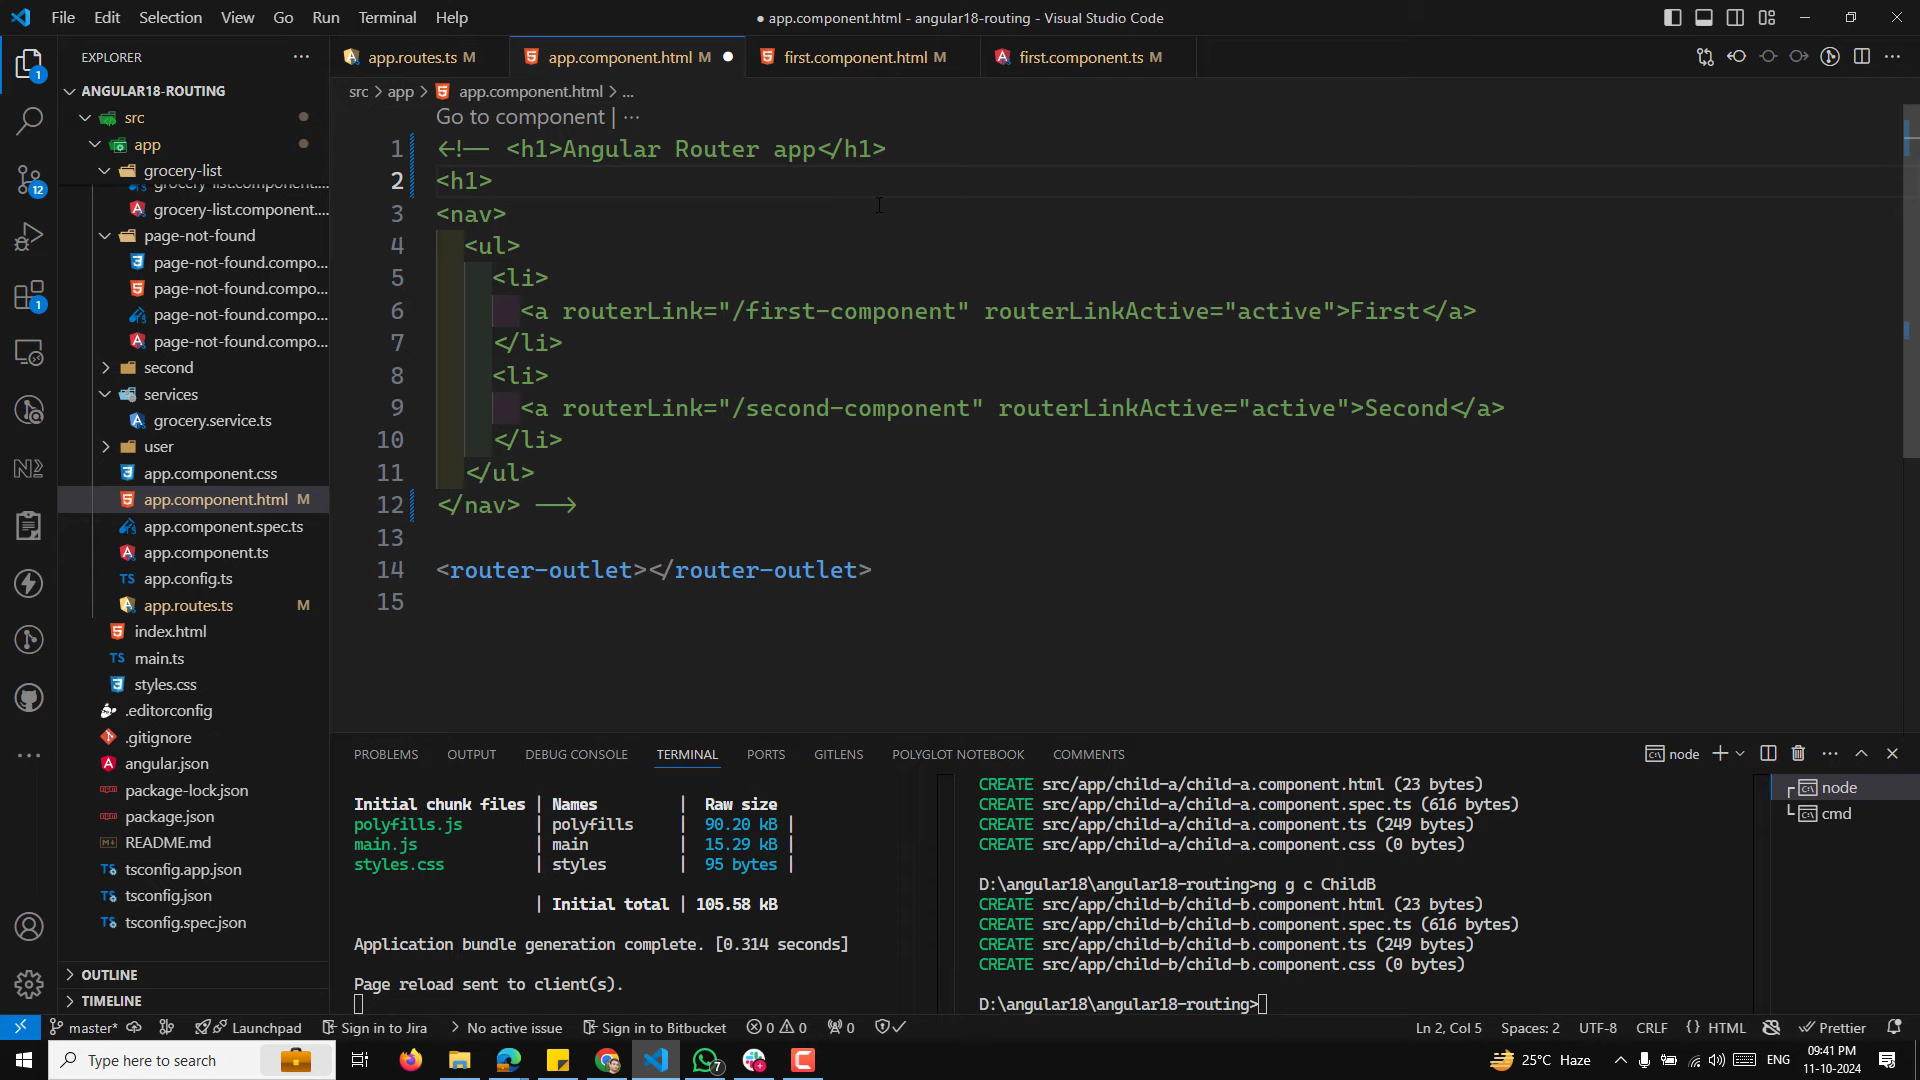 File Edit Selection View Go Run Terminal Help
● app.component.html - angular18-routing - Visual Studio Code
EXPLORER
app.routes.ts M
app.component.html M
first.component.html M
first.component.ts M
ANGULAR18-ROUTING
src
app
grocery-list
grocery-list.component....
page-not-found
page-not-found.compo...
page-not-found.compo...
page-not-found.compo...
page-not-found.compo...
second
services
grocery.service.ts
user
app.component.css
app.component.html M
app.component.spec.ts
app.component.ts
app.config.ts
app.routes.ts M
index.html
main.ts
styles.css
.editorconfig
.gitignore
angular.json
package-lock.json
package.json
README.md
tsconfig.app.json
tsconfig.json
tsconfig.spec.json
OUTLINE
TIMELINE
src > app > app.component.html > ...
Go to component | ...
1 <!-- <h1>Angular Router app</h1>
2 <h1>
3 <nav>
4 <ul>
5 <li>
6 <a routerLink="/first-component" routerLinkActive="active">First</a>
7 </li>
8 <li>
9 <a routerLink="/second-component" routerLinkActive="active">Second</a>
10 </li>
11 </ul>
12 </nav> -->
13
14 <router-outlet></router-outlet>
15
PROBLEMS OUTPUT DEBUG CONSOLE TERMINAL PORTS GITLENS POLYGLOT NOTEBOOK COMMENTS
node
Initial chunk files | Names | Raw size
polyfills.js | polyfills | 90.20 kB |
main.js | main | 15.29 kB |
styles.css | styles | 95 bytes |
| Initial total | 105.58 kB
Application bundle generation complete. [0.314 seconds]
Page reload sent to client(s).
CREATE src/app/child-a/child-a.component.html (23 bytes)
CREATE src/app/child-a/child-a.component.spec.ts (616 bytes)
CREATE src/app/child-a/child-a.component.ts (249 bytes)
CREATE src/app/child-a/child-a.component.css (0 bytes)
D:\angular18\angular18-routing>ng g c ChildB
CREATE src/app/child-b/child-b.component.html (23 bytes)
CREATE src/app/child-b/child-b.component.spec.ts (616 bytes)
CREATE src/app/child-b/child-b.component.ts (249 bytes)
CREATE src/app/child-b/child-b.component.css (0 bytes)
D:\angular18\angular18-routing>
node
cmd
1
12
1
master* Launchpad Sign in to Jira No active issue Sign in to Bitbucket 0 0 0
Ln 2, Col 5 Spaces: 2 UTF-8 CRLF {} HTML Prettier
Type here to search
7
25°C Haze
ENG
09:41 PM
11-10-2024